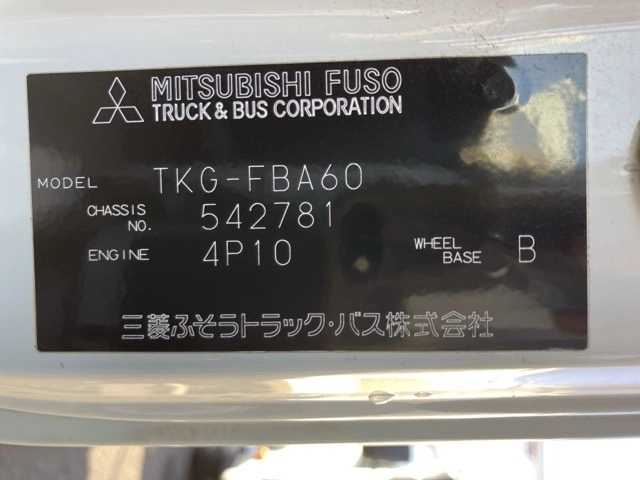 MITSUBISHI FUSO
TRUCK & BUS CORPORATION
MODEL TKG-FBA60
CHASSIS NO. 542781
ENGINE 4P10 WHEEL BASE B
三菱ふそうトラック・バス株式会社